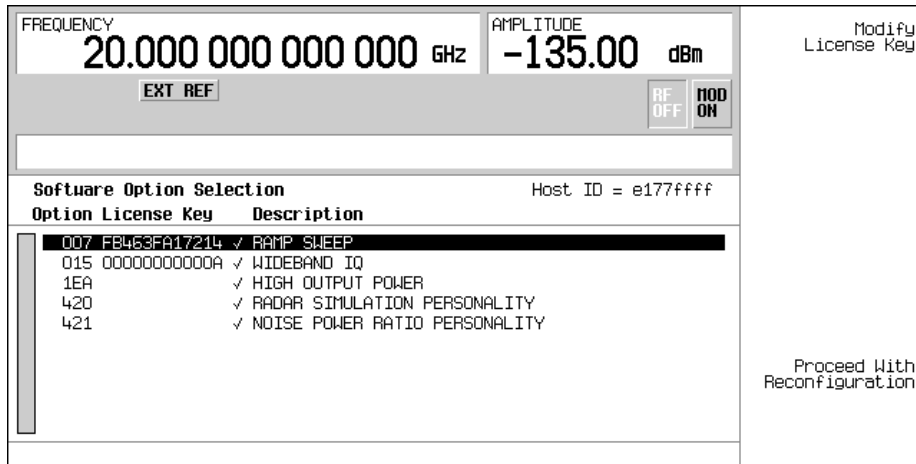 FREQUENCY
20.000 000 000 000 GHz
AMPLITUDE
-135.00 dBm
Modify
License Key
EXT REF
RF
OFF
MOD
ON
Software Option Selection
Host ID = e177ffff
Option License Key Description
007 FB463FA17214 ✓ RAMP SWEEP
015 00000000000A ✓ WIDEBAND IQ
1EA ✓ HIGH OUTPUT POWER
420 ✓ RADAR SIMULATION PERSONALITY
421 ✓ NOISE POWER RATIO PERSONALITY
Proceed With
Reconfiguration